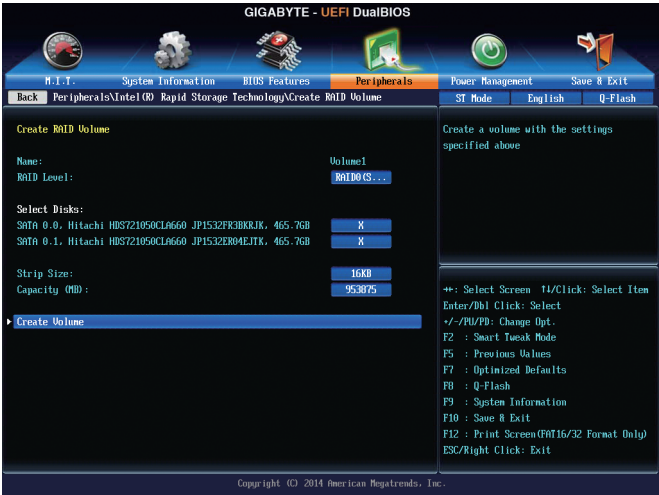 GIGABYTE - UEFI DualBIOS
M.I.T. System Information BIOS Features Peripherals Power Management Save & Exit
Back Peripherals\Intel(R) Rapid Storage Technology\Create RAID Volume ST Mode English Q-Flash
Create RAID Volume
Name: Volume1
RAID Level: RAID0(S...
Select Disks:
SATA 0.0, Hitachi HDS721050CLA660 JP1532FR3BKRJK, 465.7GB X
SATA 0.1, Hitachi HDS721050CLA660 JP1532ER04EJTK, 465.7GB X
Strip Size: 16KB
Capacity (MB): 953875
Create Volume
Create a volume with the settings
specified above
→←: Select Screen ↑↓/Click: Select Item
Enter/Dbl Click: Select
+/-/PU/PD: Change Opt.
F2 : Smart Tweak Mode
F5 : Previous Values
F7 : Optimized Defaults
F8 : Q-Flash
F9 : System Information
F10 : Save & Exit
F12 : Print Screen(FAT16/32 Format Only)
ESC/Right Click: Exit
Copyright (C) 2014 American Megatrends, Inc.